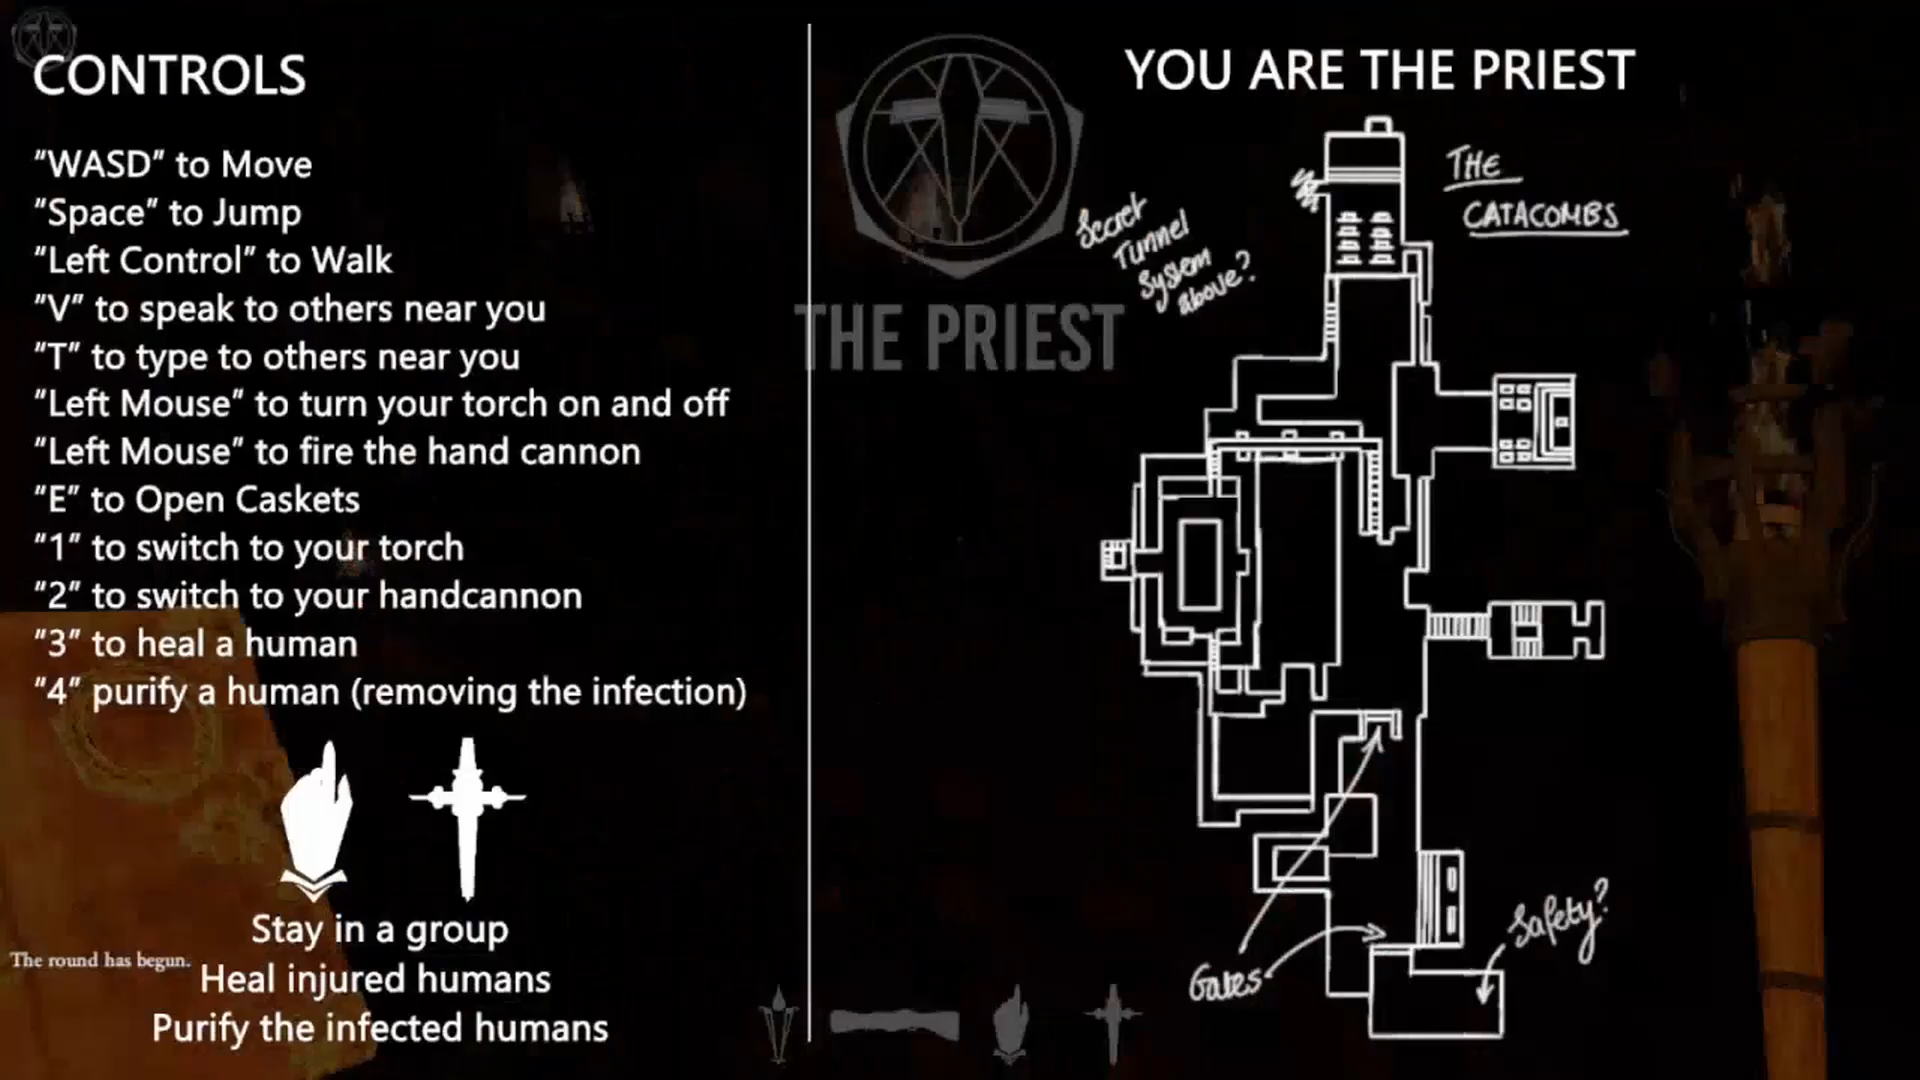 CONTROLS
“WASD” to Move
“Space” to Jump
“Left Control” to Walk
“V” to speak to others near you
“T” to type to others near you
“Left Mouse” to turn your torch on and off
“Left Mouse” to fire the hand cannon
“E” to Open Caskets
“1” to switch to your torch
“2” to switch to your handcannon
“3” to heal a human
“4” purify a human (removing the infection)
Stay in a group
The round has begun.
Heal injured humans
Purify the infected humans
THE PRIEST
YOU ARE THE PRIEST
THE
CATACOMBS
Secret
Tunnel
System
above?
Gates
Safety?